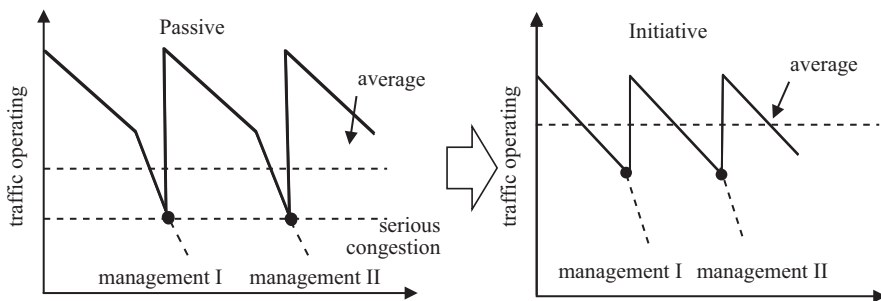 Passive
average
traffic operating
serious
congestion
management I
management II
Initiative
average
traffic operating
management I
management II